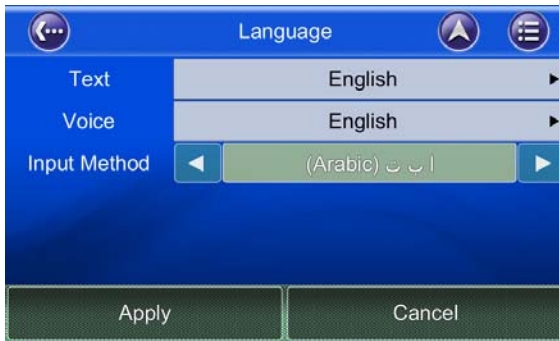 Language
Text English
Voice English
Input Method ا ب ت (Arabic)
Apply Cancel